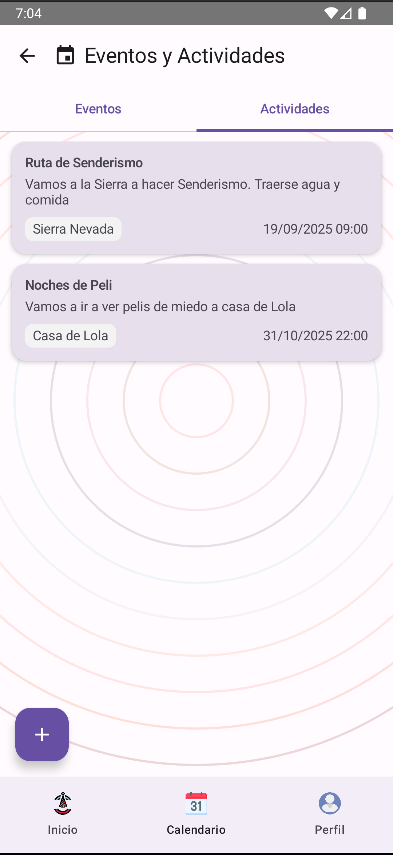 7:04
Eventos y Actividades
Eventos
Actividades
Ruta de Senderismo
Vamos a la Sierra a hacer Senderismo. Traerse agua y
comida
Sierra Nevada
19/09/2025 09:00
Noches de Peli
Vamos a ir a ver pelis de miedo a casa de Lola
Casa de Lola
31/10/2025 22:00
+
31
Inicio
Calendario
Perfil